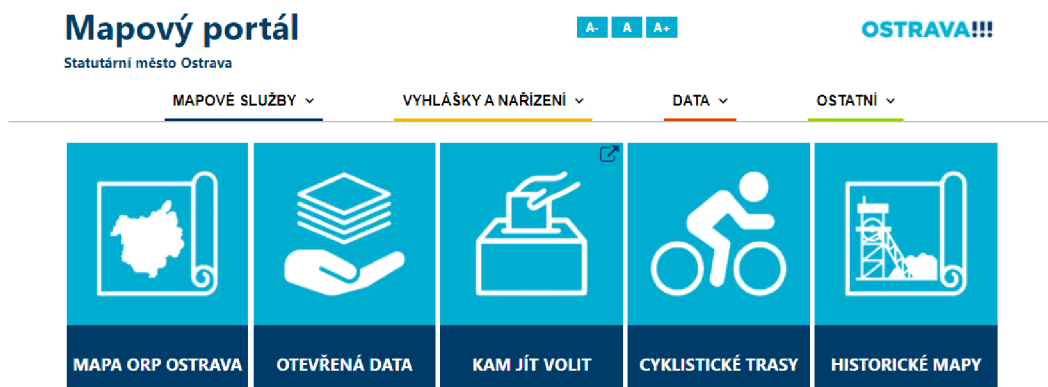 Mapový portál
A- A A+
OSTRAVA!!!
Statutární město Ostrava
MAPOVÉ SLUŽBY VYHLÁŠKY A NAŘÍZENÍ DATA OSTATNÍ
MAPA ORP OSTRAVA OTEVŘENÁ DATA KAM JÍT VOLIT CYKLISTICKÉ TRASY HISTORICKÉ MAPY